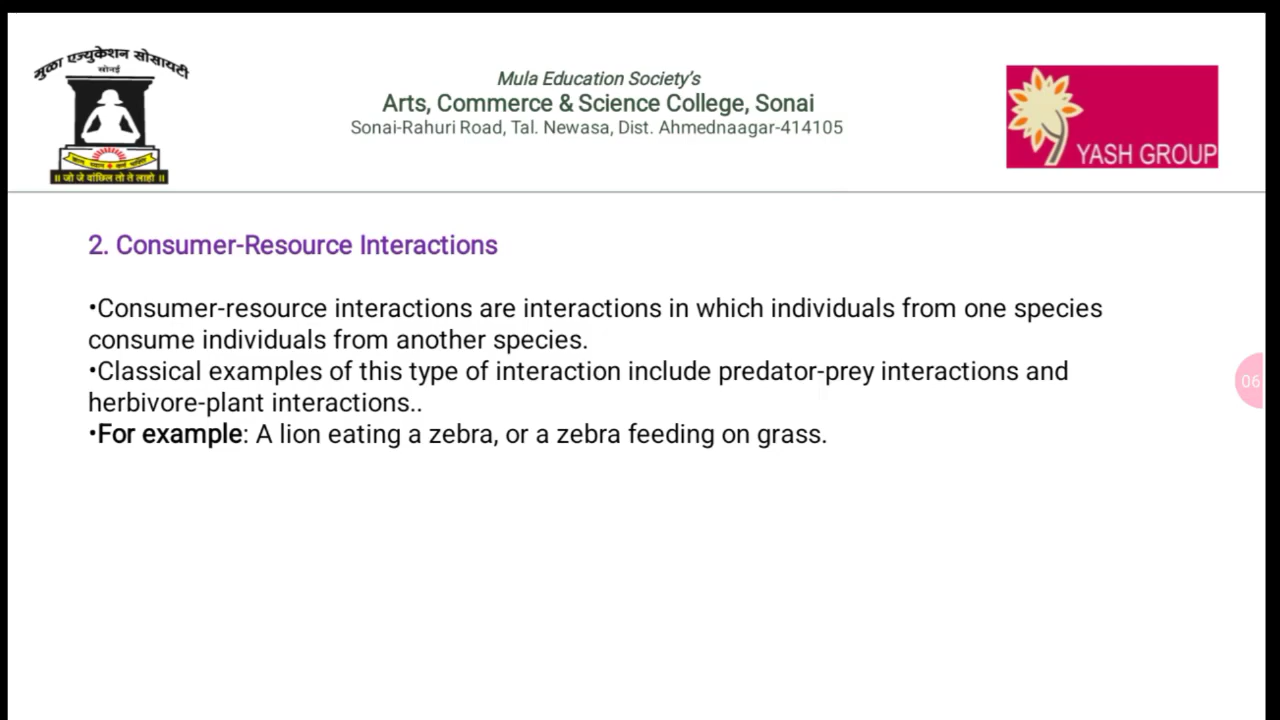 मुळा एज्युकेशन सोसायटी
सोनई
॥ जो जे वांछिल तो ते लाहो ॥
Mula Education Society's
Arts, Commerce & Science College, Sonai
Sonai-Rahuri Road, Tal. Newasa, Dist. Ahmednaagar-414105
YASH GROUP
2. Consumer-Resource Interactions
•Consumer-resource interactions are interactions in which individuals from one species
consume individuals from another species.
•Classical examples of this type of interaction include predator-prey interactions and
herbivore-plant interactions..
•For example: A lion eating a zebra, or a zebra feeding on grass.
06